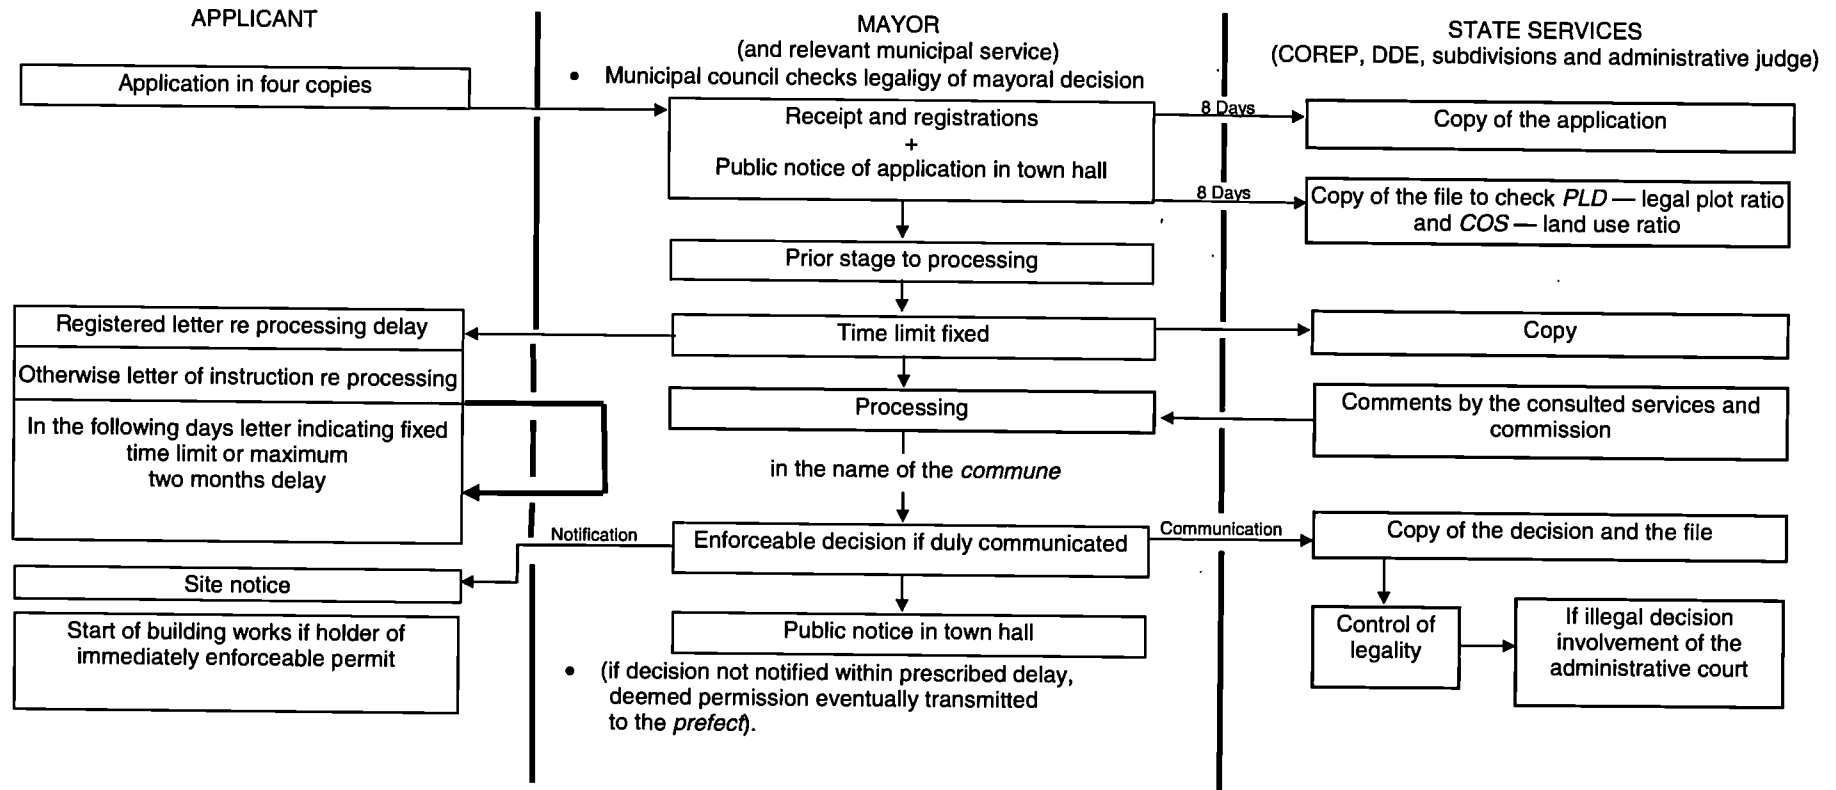 APPLICANT
Application in four copies
Registered letter re processing delay
Otherwise letter of instruction re processing
In the following days letter indicating fixed
time limit or maximum
two months delay
Site notice
Start of building works if holder of
immediately enforceable permit
MAYOR
(and relevant municipal service)
• Municipal council checks legaligy of mayoral decision
Receipt and registrations
+
Public notice of application in town hall
Prior stage to processing
Time limit fixed
Processing
in the name of the commune
Notification
Enforceable decision if duly communicated
Public notice in town hall
• (if decision not notified within prescribed delay,
deemed permission eventually transmitted
to the prefect).
STATE SERVICES
(COREP, DDE, subdivisions and administrative judge)
8 Days
Copy of the application
8 Days
Copy of the file to check PLD — legal plot ratio
and COS — land use ratio
Copy
Comments by the consulted services and
commission
Communication
Copy of the decision and the file
Control of
legality
If illegal decision
involvement of the
administrative court